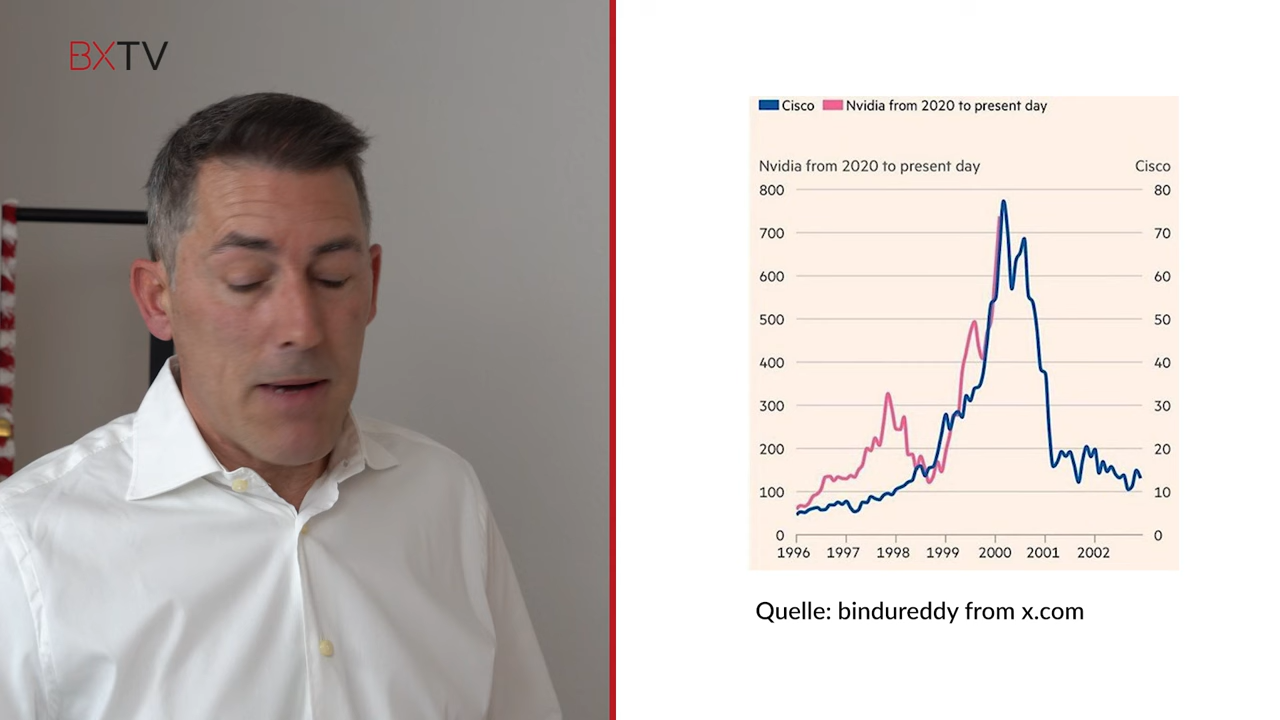 BXTV
Cisco Nvidia from 2020 to present day
Nvidia from 2020 to present day Cisco
800 80
700 70
600 60
500 50
400 40
300 30
200 20
100 10
0 0
1996 1997 1998 1999 2000 2001 2002
Quelle: bindureddy from x.com